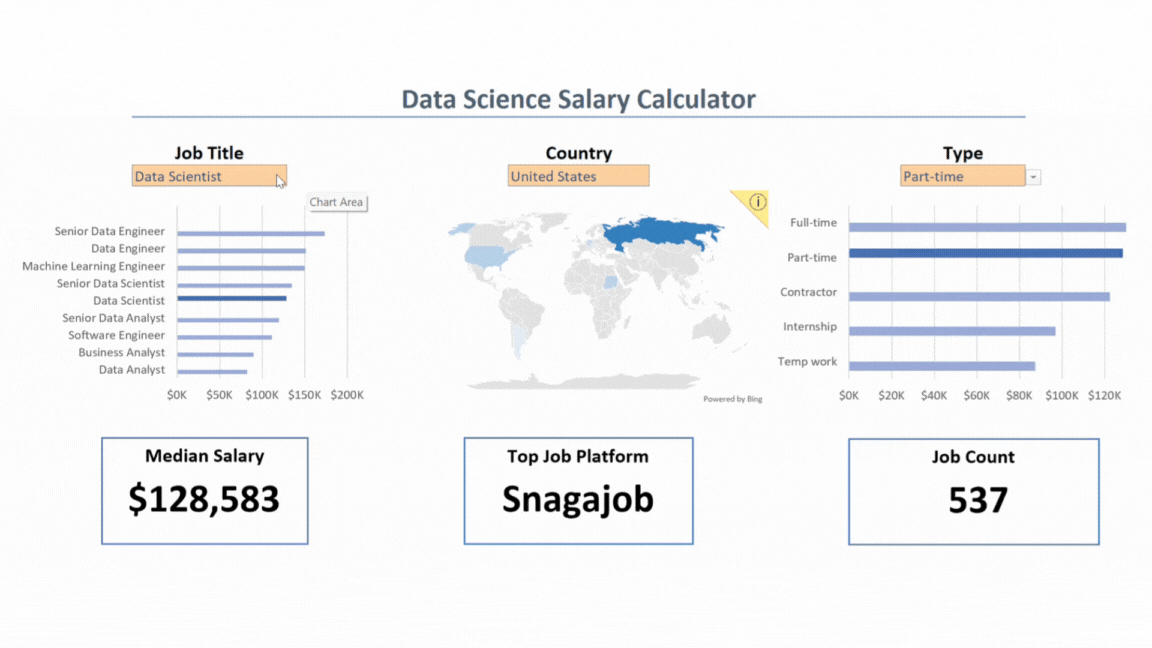 Data Science Salary Calculator
Job Title
Data Scientist
Chart Area
Senior Data Engineer
Data Engineer
Machine Learning Engineer
Senior Data Scientist
Data Scientist
Senior Data Analyst
Software Engineer
Business Analyst
Data Analyst
$0K $50K $100K $150K $200K
Country
United States
Powered by Bing
Type
Part-time
Full-time
Part-time
Contractor
Internship
Temp work
$0K $20K $40K $60K $80K $100K $120K
Median Salary
$128,583
Top Job Platform
Snagajob
Job Count
537